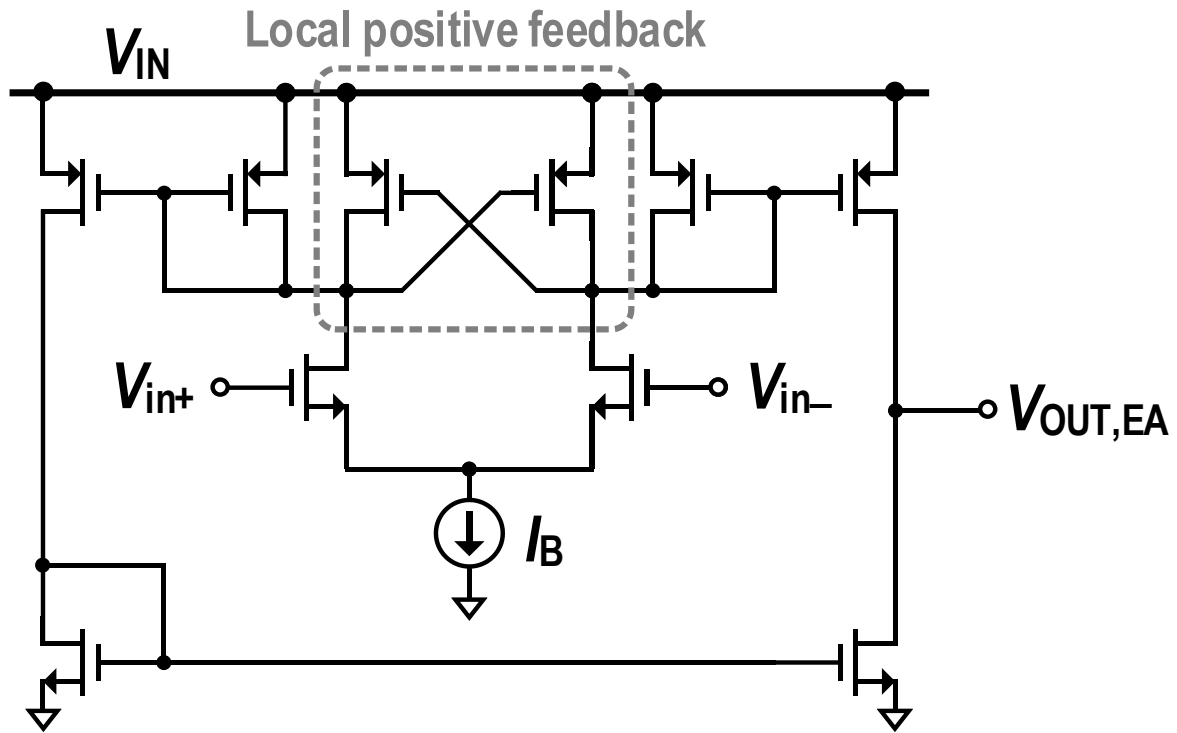 Local positive feedback
VIN
Vin+
Vin–
VOUT,EA
IB